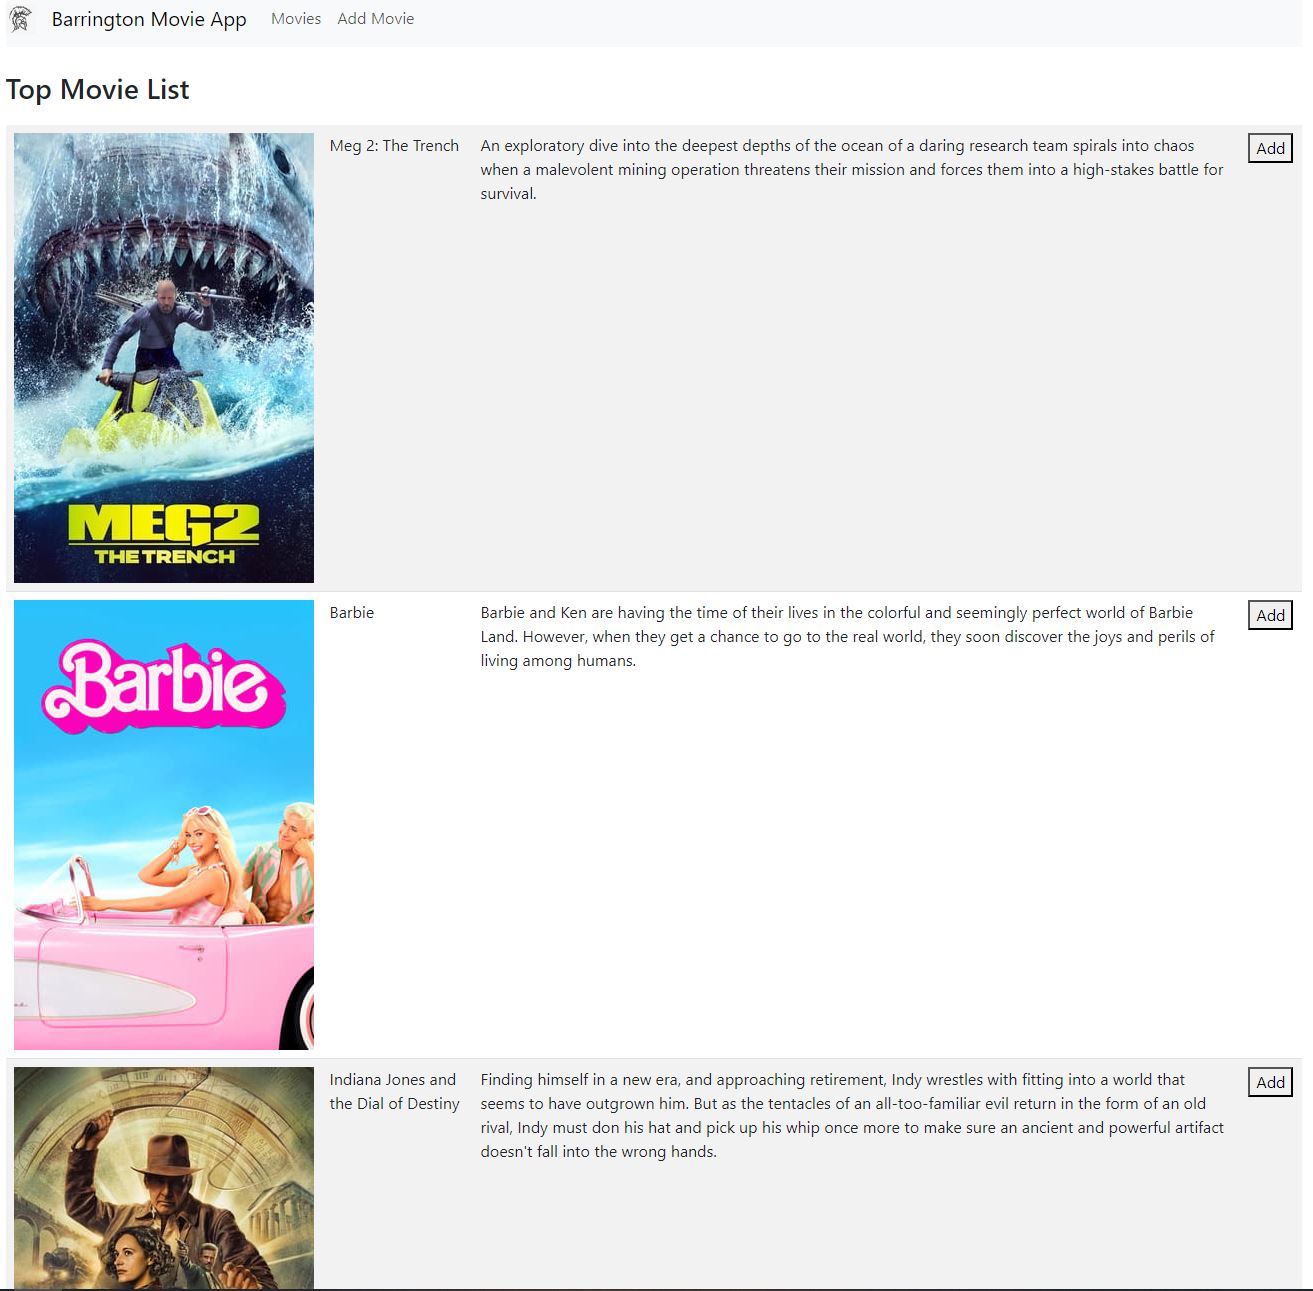 Barrington Movie App Movies Add Movie
Top Movie List
MEG2
THE TRENCH
Meg 2: The Trench
An exploratory dive into the deepest depths of the ocean of a daring research team spirals into chaos
when a malevolent mining operation threatens their mission and forces them into a high-stakes battle for
survival.
Add
Barbie
Barbie
Barbie and Ken are having the time of their lives in the colorful and seemingly perfect world of Barbie
Land. However, when they get a chance to go to the real world, they soon discover the joys and perils of
living among humans.
Add
Indiana Jones and
the Dial of Destiny
Finding himself in a new era, and approaching retirement, Indy wrestles with fitting into a world that
seems to have outgrown him. But as the tentacles of an all-too-familiar evil return in the form of an old
rival, Indy must don his hat and pick up his whip once more to make sure an ancient and powerful artifact
doesn't fall into the wrong hands.
Add